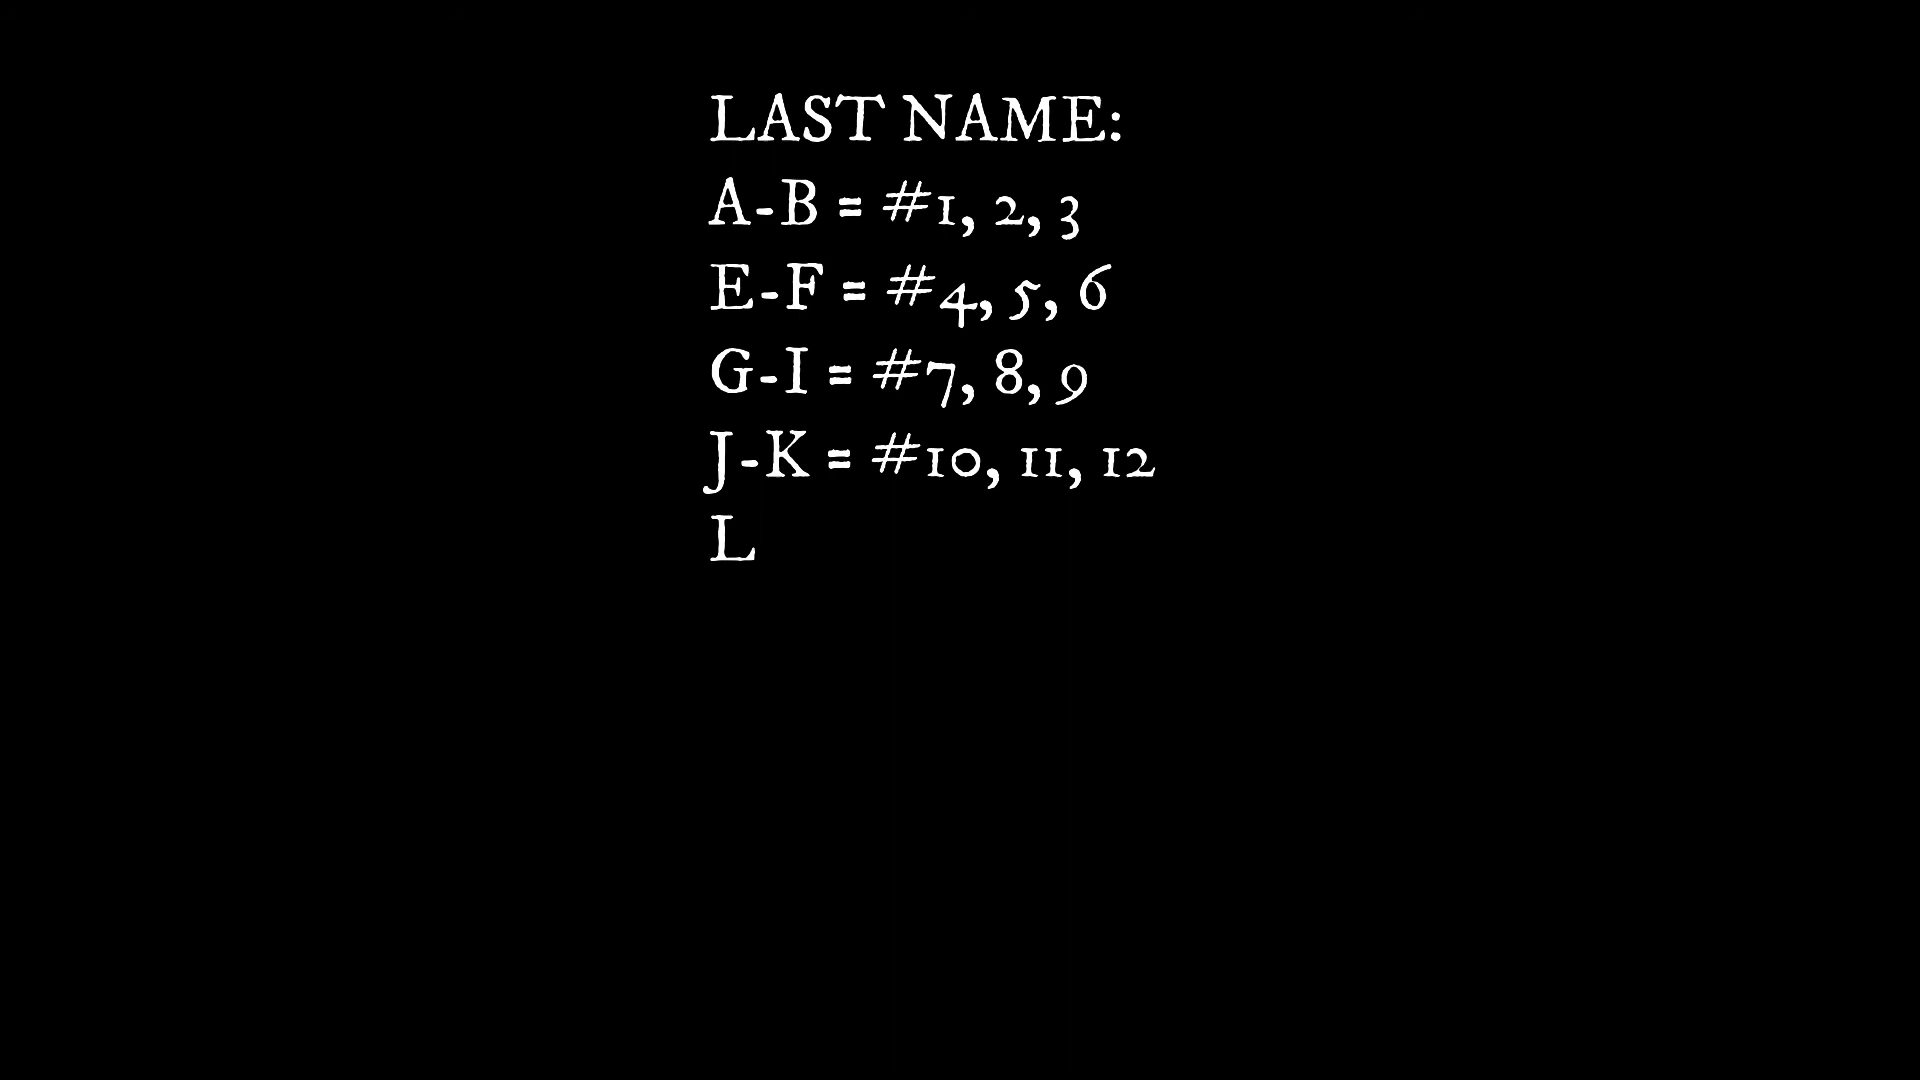 LAST NAME:
A-B = #1, 2, 3
E-F = #4, 5, 6
G-I = #7, 8, 9
J-K = #10, 11, 12
L